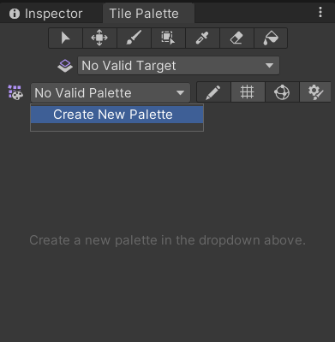 Inspector
Tile Palette
No Valid Target
No Valid Palette
Create New Palette
Create a new palette in the dropdown above.